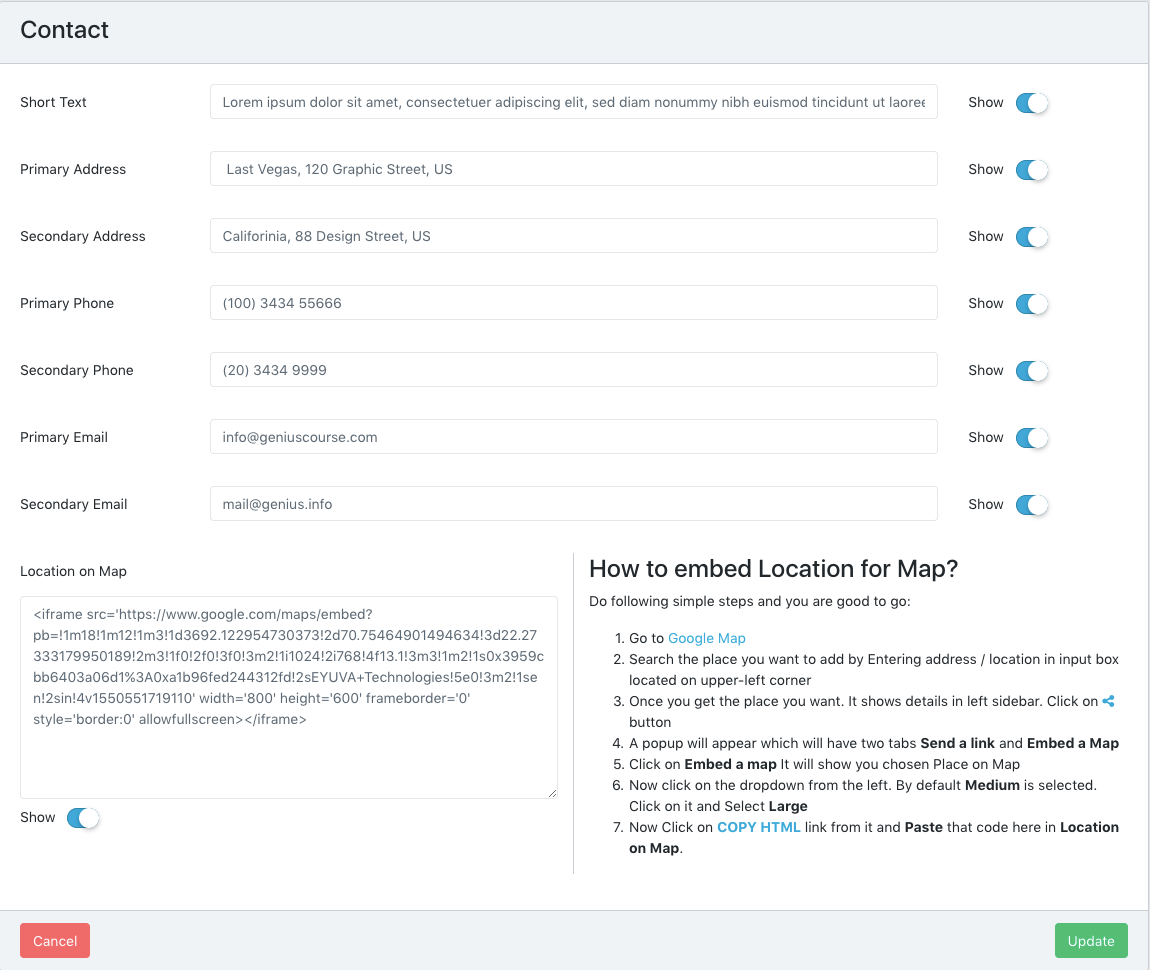 Contact
Short Text
Lorem ipsum dolor sit amet, consectetuer adipiscing elit, sed diam nonummy nibh euismod tincidunt ut laoree
Show
Primary Address
Last Vegas, 120 Graphic Street, US
Show
Secondary Address
Califorinia, 88 Design Street, US
Show
Primary Phone
(100) 3434 55666
Show
Secondary Phone
(20) 3434 9999
Show
Primary Email
info@geniuscourse.com
Show
Secondary Email
mail@genius.info
Show
Location on Map
<iframe src='https://www.google.com/maps/embed?
pb=!1m18!1m12!1m3!1d3692.122954730373!2d70.75464901494634!3d22.27
333179950189!2m3!1f0!2f0!3f0!3m2!1i1024!2i768!4f13.1!3m3!1m2!1s0x3959c
bb6403a06d1%3A0xa1b96fed244312fd!2sEYUVA+Technologies!5e0!3m2!1se
n!2sin!4v1550551719110' width='800' height='600' frameborder='0'
style='border:0' allowfullscreen></iframe>
Show
How to embed Location for Map?
Do following simple steps and you are good to go:
1. Go to Google Map
2. Search the place you want to add by Entering address / location in input box
located on upper-left corner
3. Once you get the place you want. It shows details in left sidebar. Click on
button
4. A popup will appear which will have two tabs Send a link and Embed a Map
5. Click on Embed a map It will show you chosen Place on Map
6. Now click on the dropdown from the left. By default Medium is selected.
Click on it and Select Large
7. Now Click on COPY HTML link from it and Paste that code here in Location
on Map.
Cancel
Update